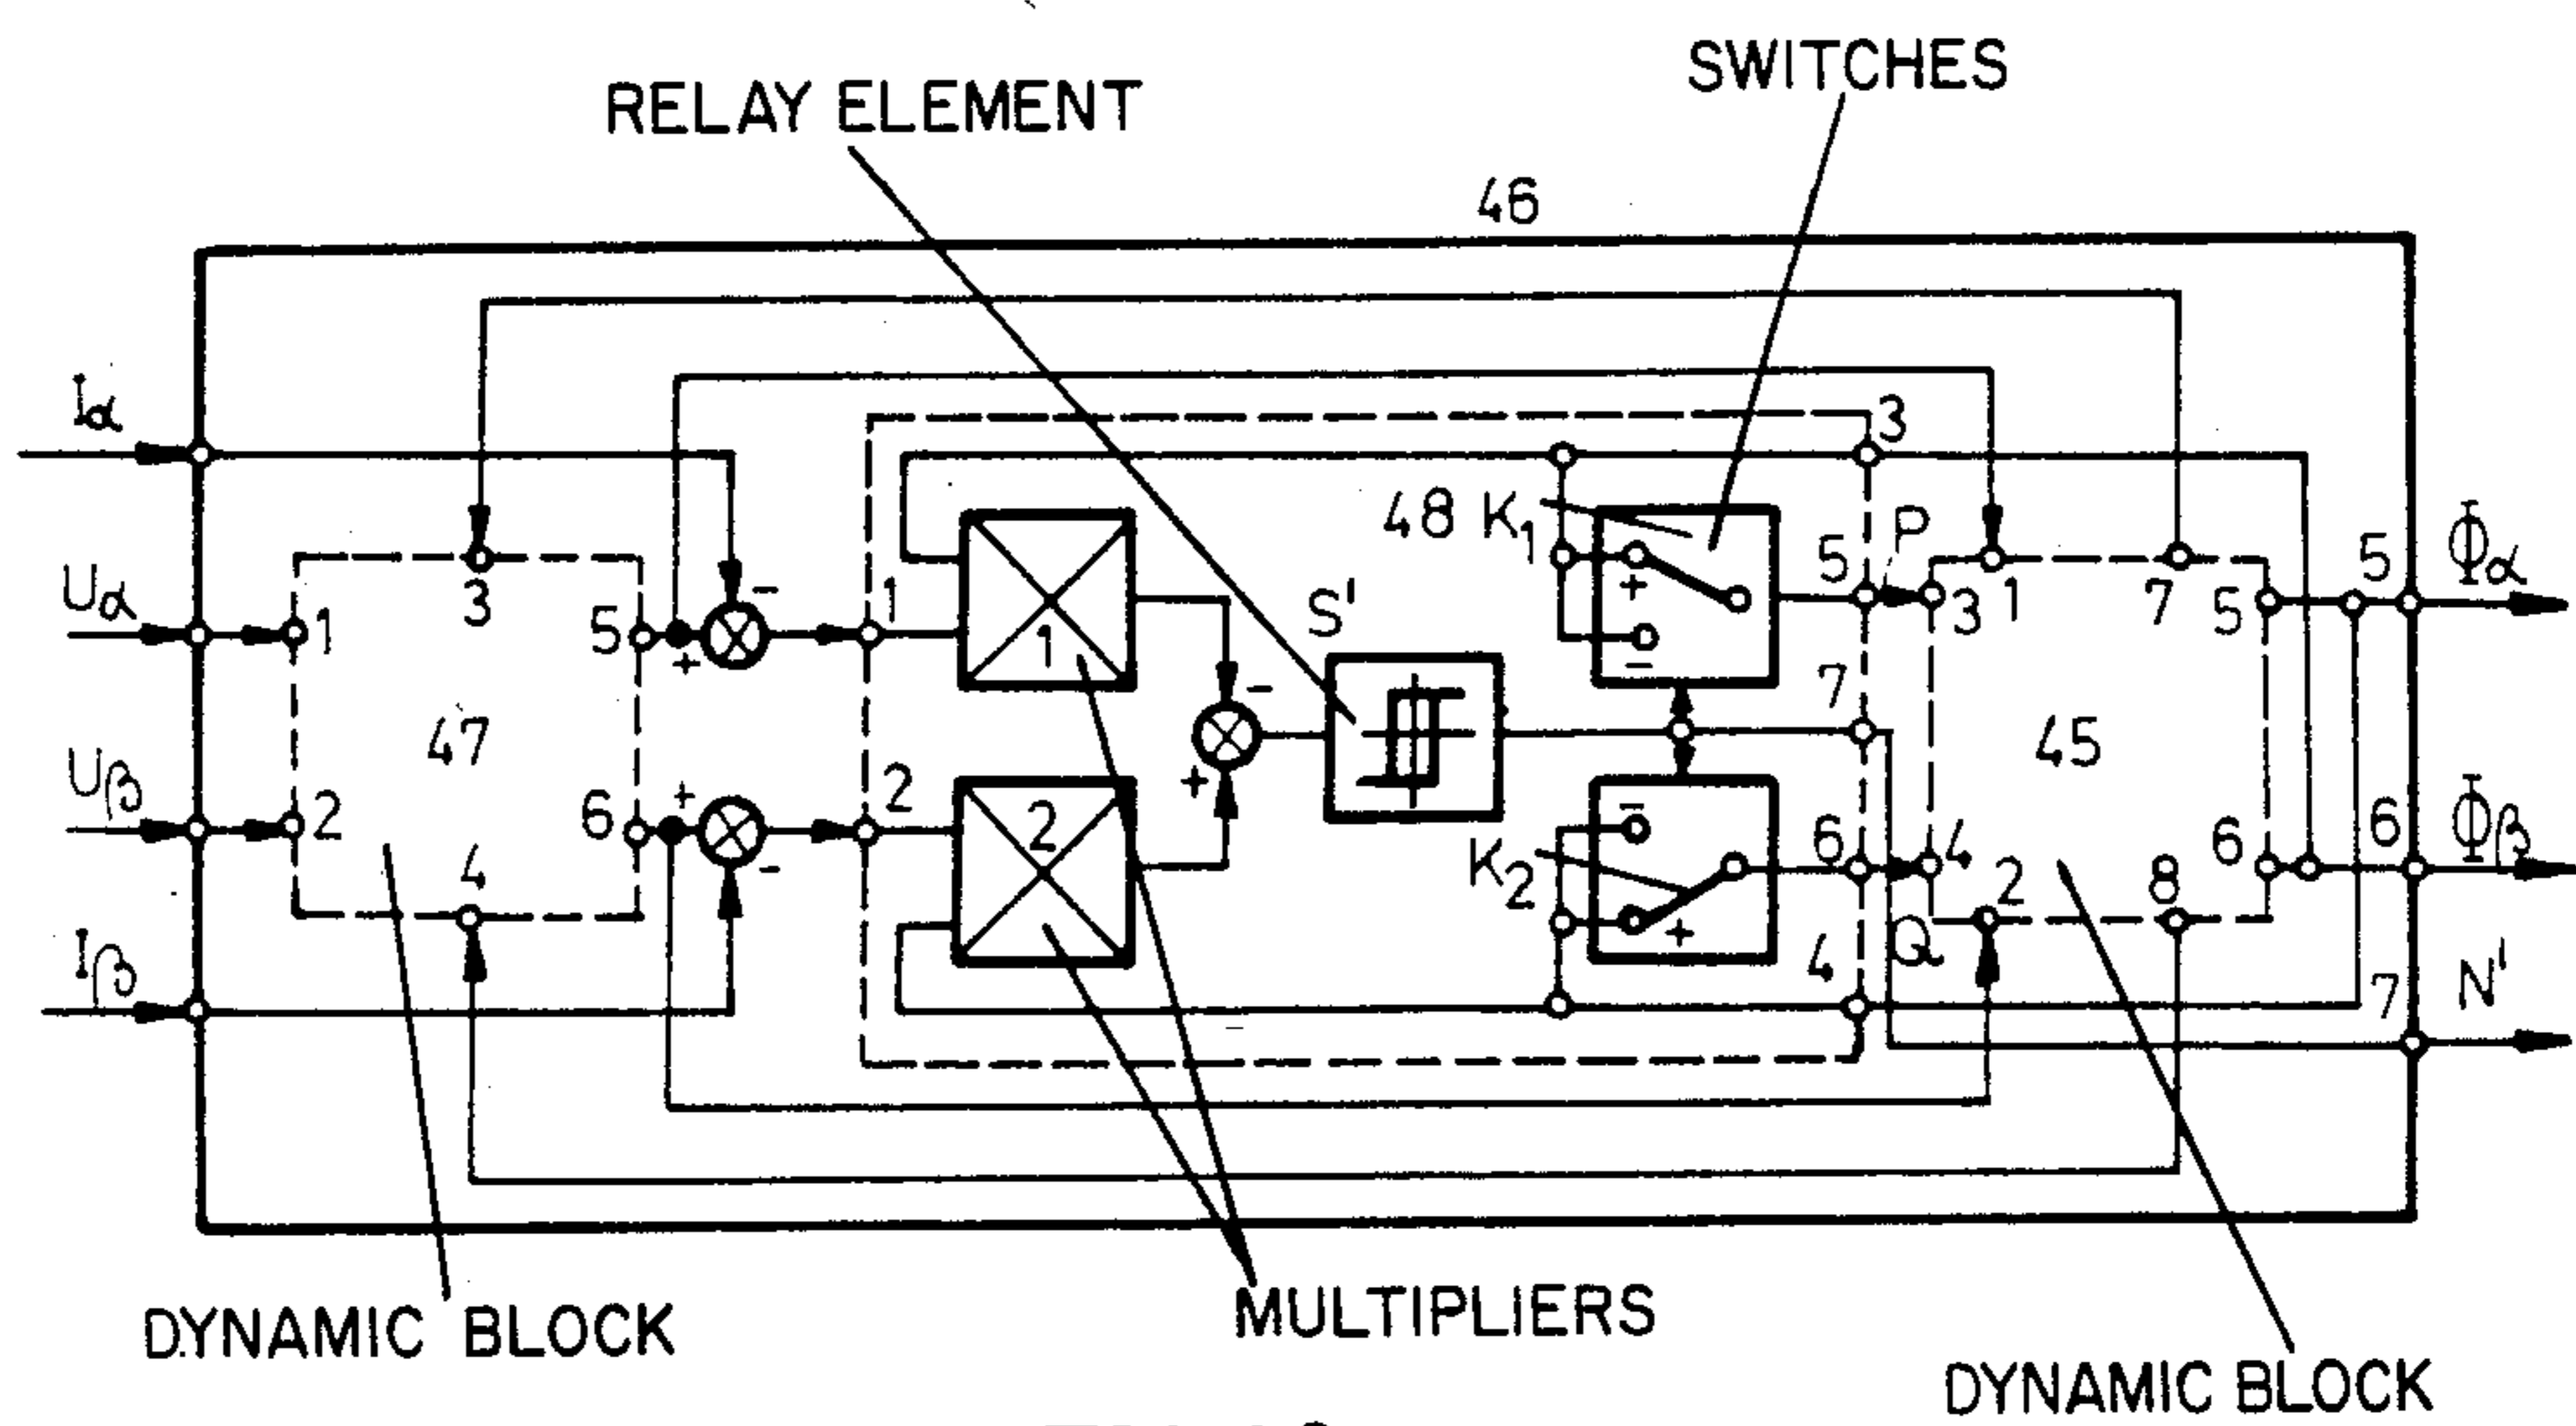 SWITCHES
RELAY ELEMENT
46
Iα
3
48 K1
+
-
5
P
3
1
7
5
5
Φα
Uα
1
3
5
-
+
1
1
S'
7
47
-
+
45
Uβ
2
6
+
-
2
2
K2
-
+
6
4
2
8
6
6
Φβ
4
Q
Iβ
4
7
N'
MULTIPLIERS
DYNAMIC BLOCK
DYNAMIC BLOCK